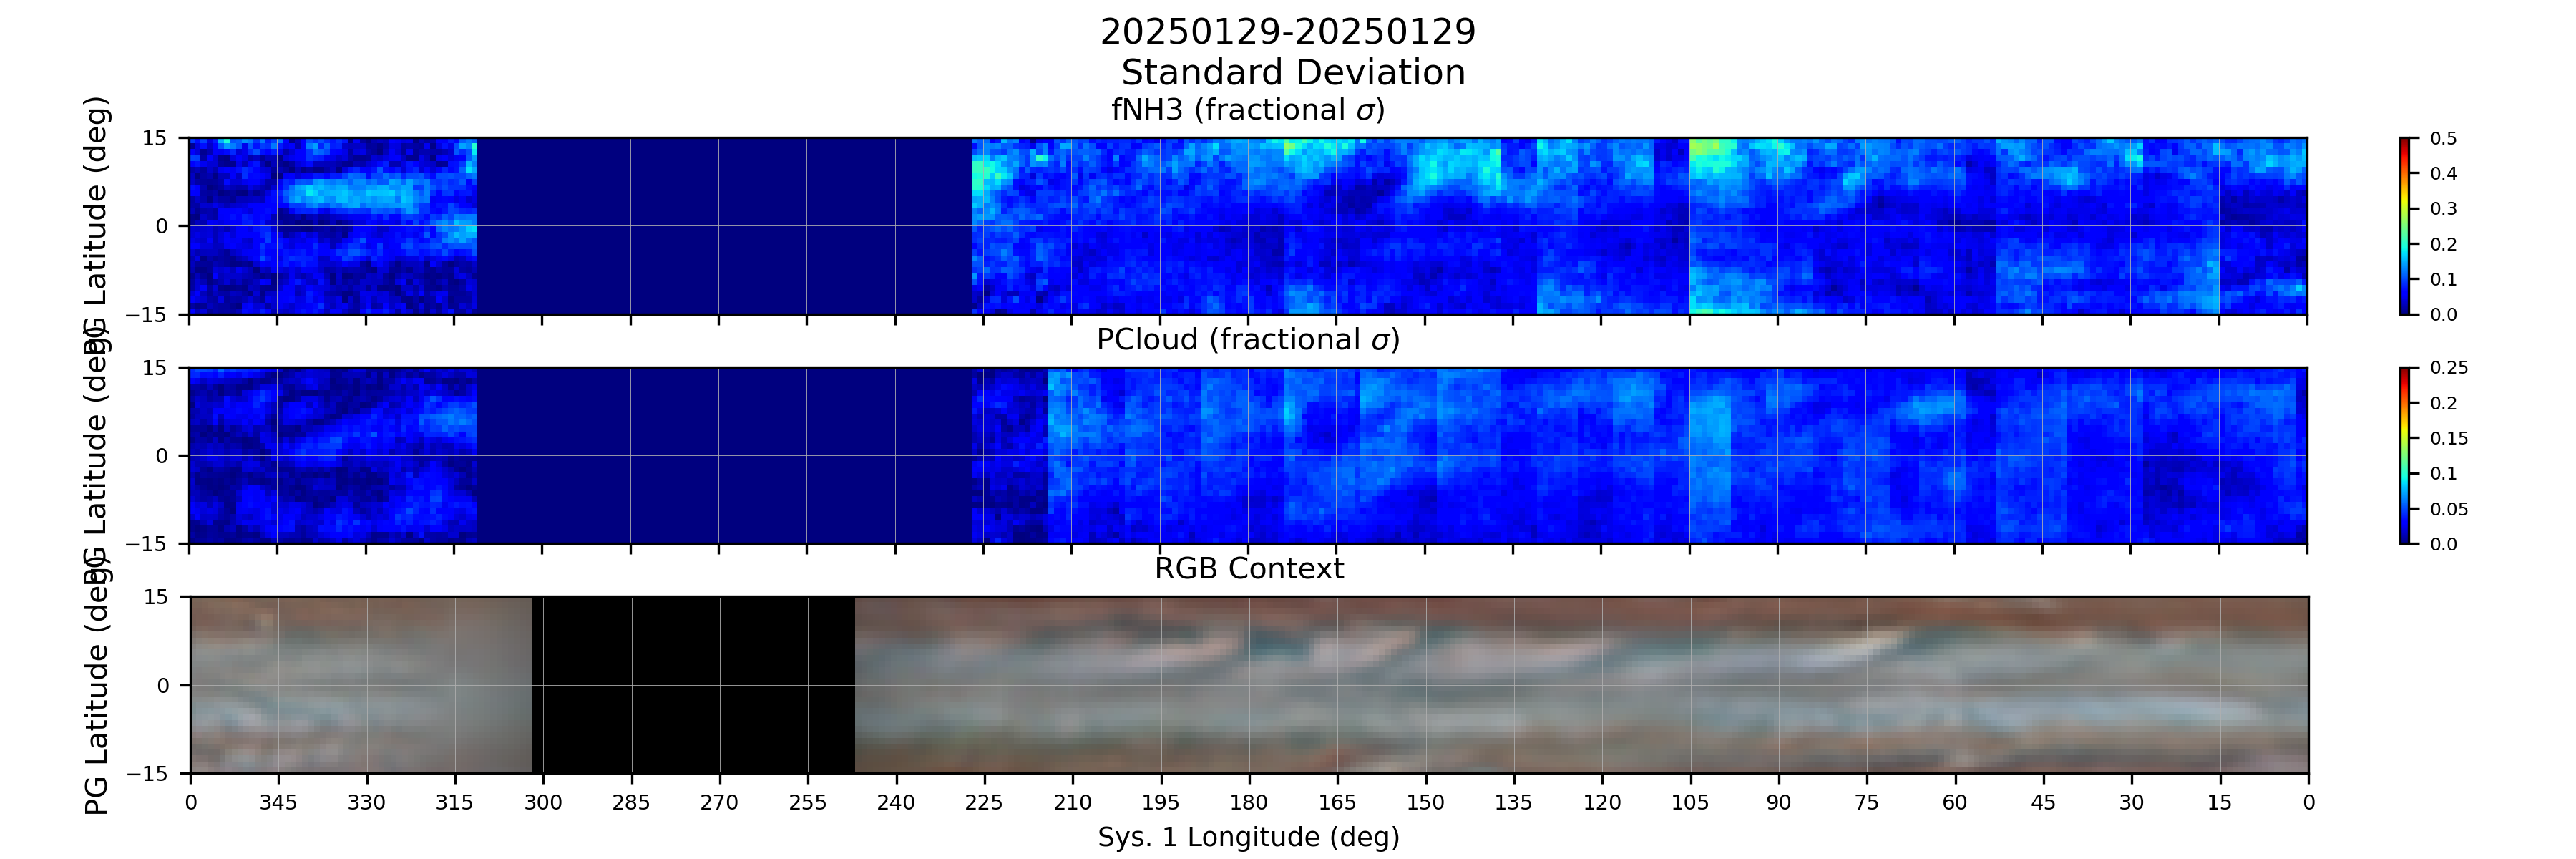 20250129-20250129
Standard Deviation
fNH3 (fractional σ)
PG Latitude (deg)
15
0
−15
0.5
0.4
0.3
0.2
0.1
0.0
PCloud (fractional σ)
PG Latitude (deg)
15
0
−15
0.25
0.2
0.15
0.1
0.05
0.0
RGB Context
PG Latitude (deg)
15
0
−15
0 345 330 315 300 285 270 255 240 225 210 195 180 165 150 135 120 105 90 75 60 45 30 15 0
Sys. 1 Longitude (deg)